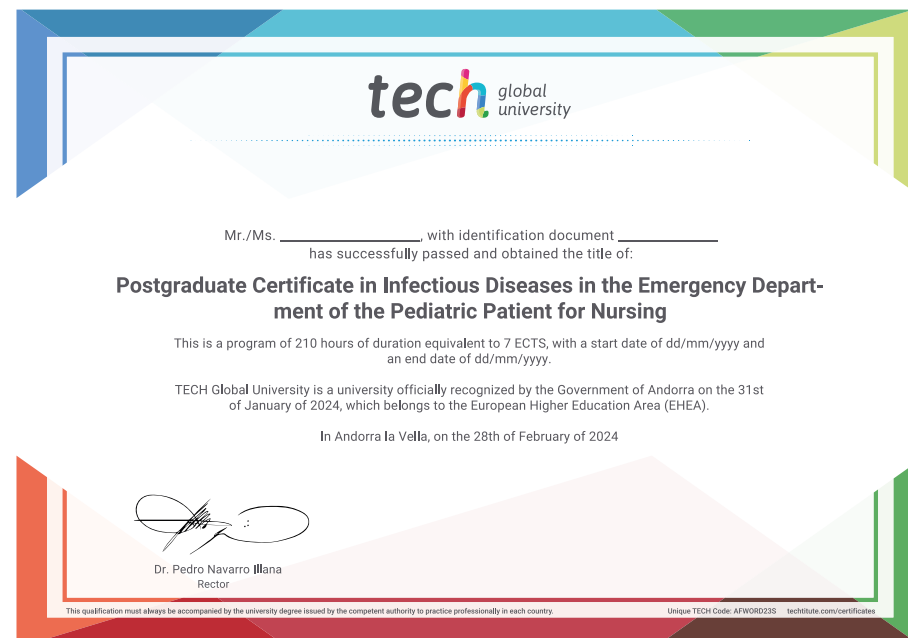 tech global
university
Mr./Ms. , with identification document
has successfully passed and obtained the title of:
Postgraduate Certificate in Infectious Diseases in the Emergency Depart-
ment of the Pediatric Patient for Nursing
This is a program of 210 hours of duration equivalent to 7 ECTS, with a start date of dd/mm/yyyy and
an end date of dd/mm/yyyy.
TECH Global University is a university officially recognized by the Government of Andorra on the 31st
of January of 2024, which belongs to the European Higher Education Area (EHEA).
In Andorra la Vella, on the 28th of February of 2024
Dr. Pedro Navarro Illana
Rector
This qualification must always be accompanied by the university degree issued by the competent authority to practice professionally in each country. Unique TECH Code: AFWORD23S techtitute.com/certificates